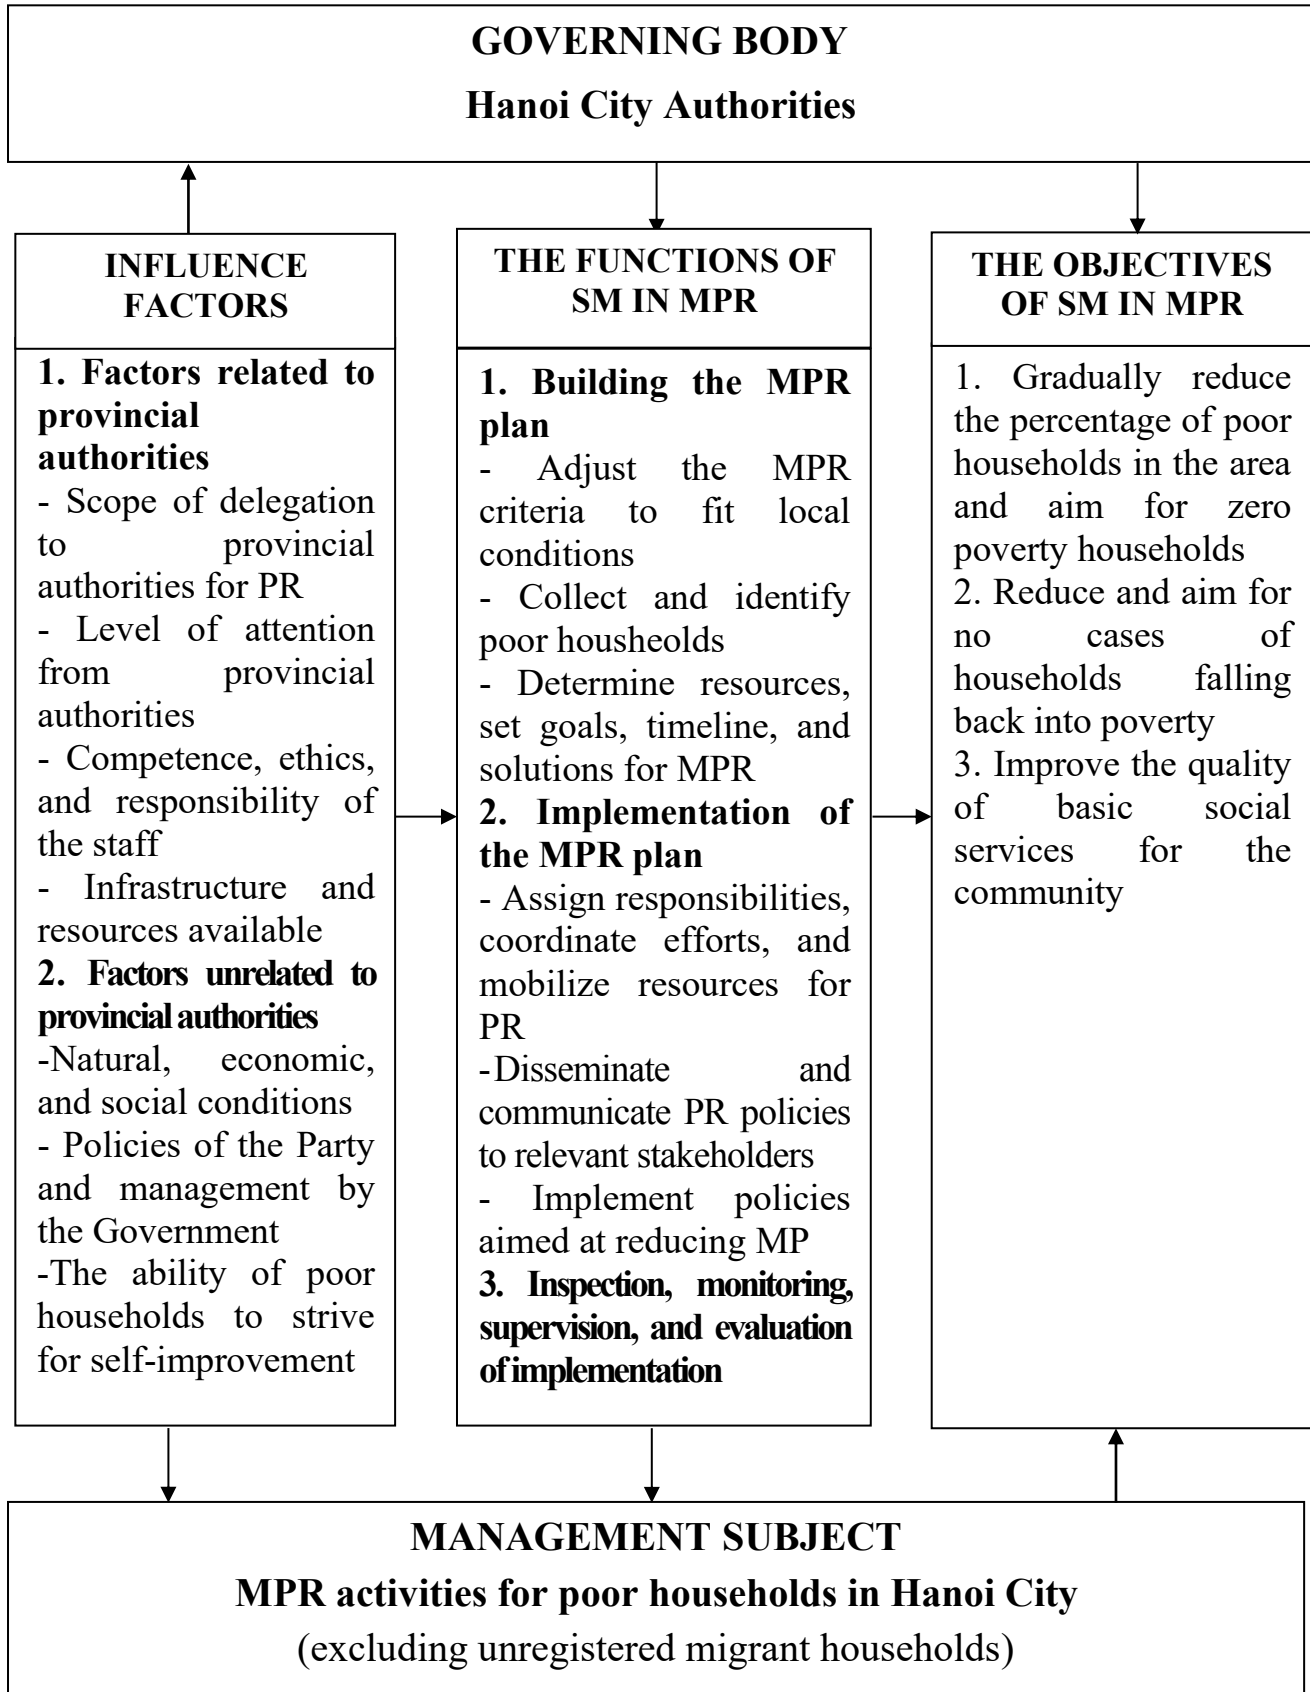 GOVERNING BODY
Hanoi City Authorities
INFLUENCE
FACTORS
1. Factors related to
provincial
authorities
- Scope of delegation
to provincial
authorities for PR
- Level of attention
from provincial
authorities
- Competence, ethics,
and responsibility of
the staff
- Infrastructure and
resources available
2. Factors unrelated to
provincial authorities
-Natural, economic,
and social conditions
- Policies of the Party
and management by
the Government
-The ability of poor
households to strive
for self-improvement
THE FUNCTIONS OF
SM IN MPR
1. Building the MPR
plan
- Adjust the MPR
criteria to fit local
conditions
- Collect and identify
poor housheolds
- Determine resources,
set goals, timeline, and
solutions for MPR
2. Implementation of
the MPR plan
- Assign responsibilities,
coordinate efforts, and
mobilize resources for
PR
-Disseminate and
communicate PR policies
to relevant stakeholders
- Implement policies
aimed at reducing MP
3. Inspection, monitoring,
supervision, and evaluation
of implementation
THE OBJECTIVES
OF SM IN MPR
1. Gradually reduce
the percentage of poor
households in the area
and aim for zero
poverty households
2. Reduce and aim for
no cases of
households falling
back into poverty
3. Improve the quality
of basic social
services for the
community
MANAGEMENT SUBJECT
MPR activities for poor households in Hanoi City
(excluding unregistered migrant households)